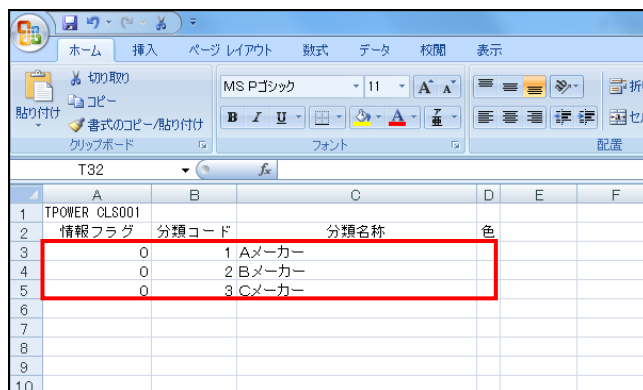 ホーム 挿入 ページ レイアウト 数式 データ 校閲 表示
切り取り
コピー
書式のコピー/貼り付け
貼り付け
クリップボード
MS Pゴシック 11 A A
B I U A 亜
フォント
折
セ
配置
T32 fx
A B C D E F
1 TPOWER CLS001
2 情報フラグ 分類コード 分類名称 色
3 0 1 Aメーカー
4 0 2 Bメーカー
5 0 3 Cメーカー
6
7
8
9
10